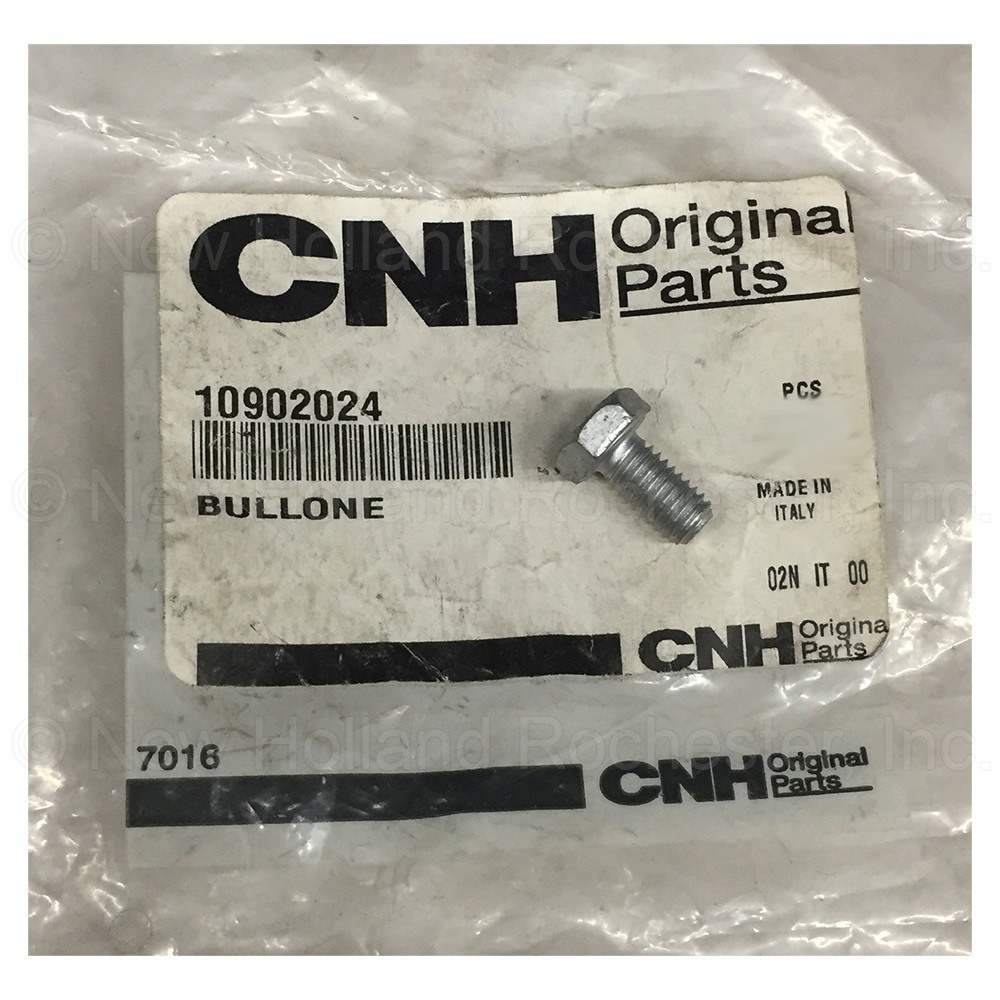 CNH Original
Parts
10902024
PCS
BULLONE
MADE IN
ITALY
02N IT 00
CNH Origina
Parts
7016
CNH Original
Parts
© New Holland Rochester Inc.
© New Holland Rochester, Inc.
© New Holland Rochester Inc.